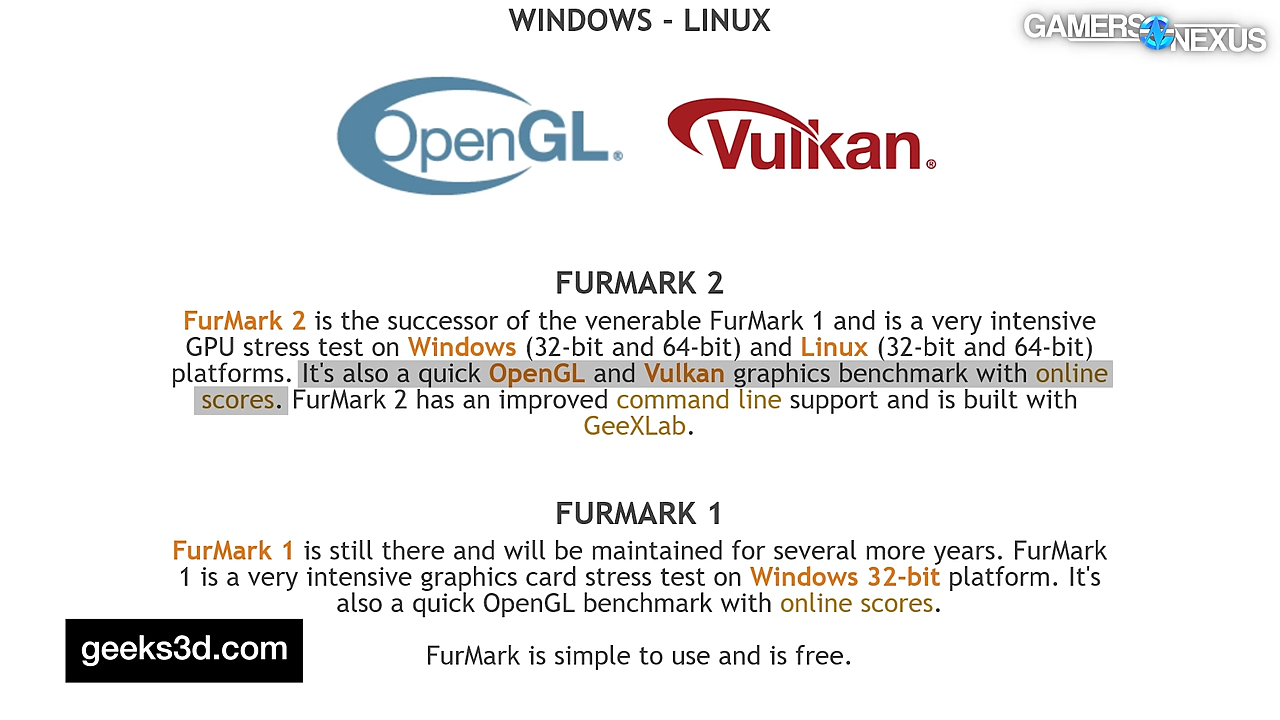 WINDOWS - LINUX
GAMERS NEXUS
OpenGL®
Vulkan®
FURMARK 2
FurMark 2 is the successor of the venerable FurMark 1 and is a very intensive
GPU stress test on Windows (32-bit and 64-bit) and Linux (32-bit and 64-bit)
platforms. It's also a quick OpenGL and Vulkan graphics benchmark with online
scores. FurMark 2 has an improved command line support and is built with
GeeXLab.
FURMARK 1
FurMark 1 is still there and will be maintained for several more years. FurMark
1 is a very intensive graphics card stress test on Windows 32-bit platform. It's
also a quick OpenGL benchmark with online scores.
geeks3d.com
FurMark is simple to use and is free.